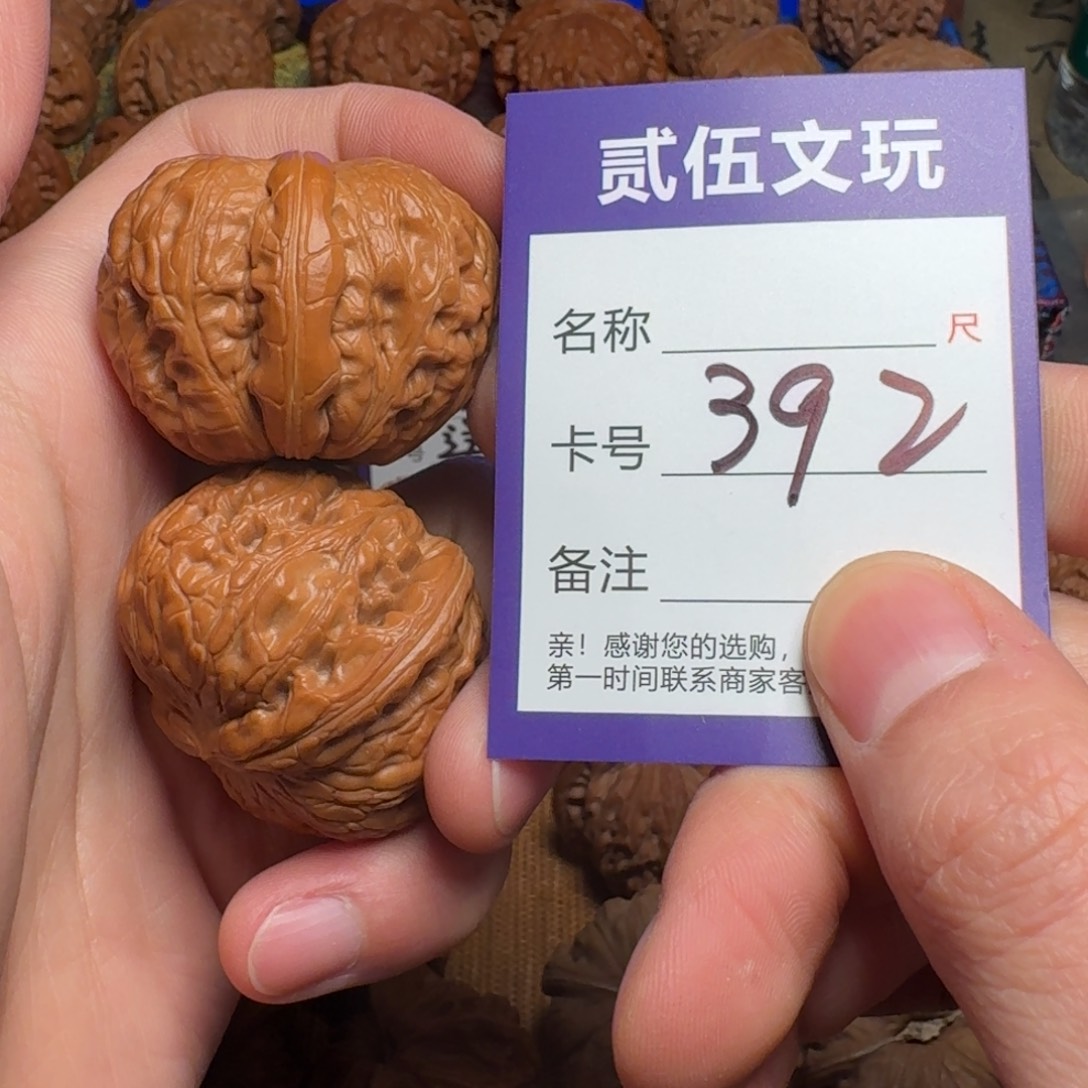 贰伍文玩
名称 尺
卡号 392
备注
亲！感谢您的选购，
第一时间联系商家客